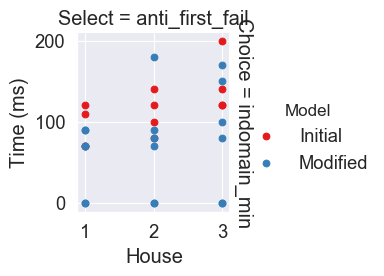 Select = anti_first_fail
Choice = indomain_min
Time (ms)
200
100
0
1 2 3
House
Model
Initial
Modified